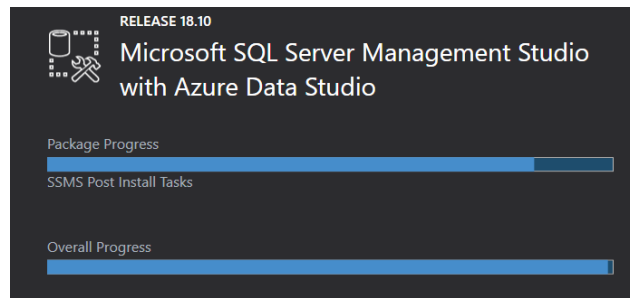 RELEASE 18.10
Microsoft SQL Server Management Studio
with Azure Data Studio
Package Progress
SSMS Post Install Tasks
Overall Progress